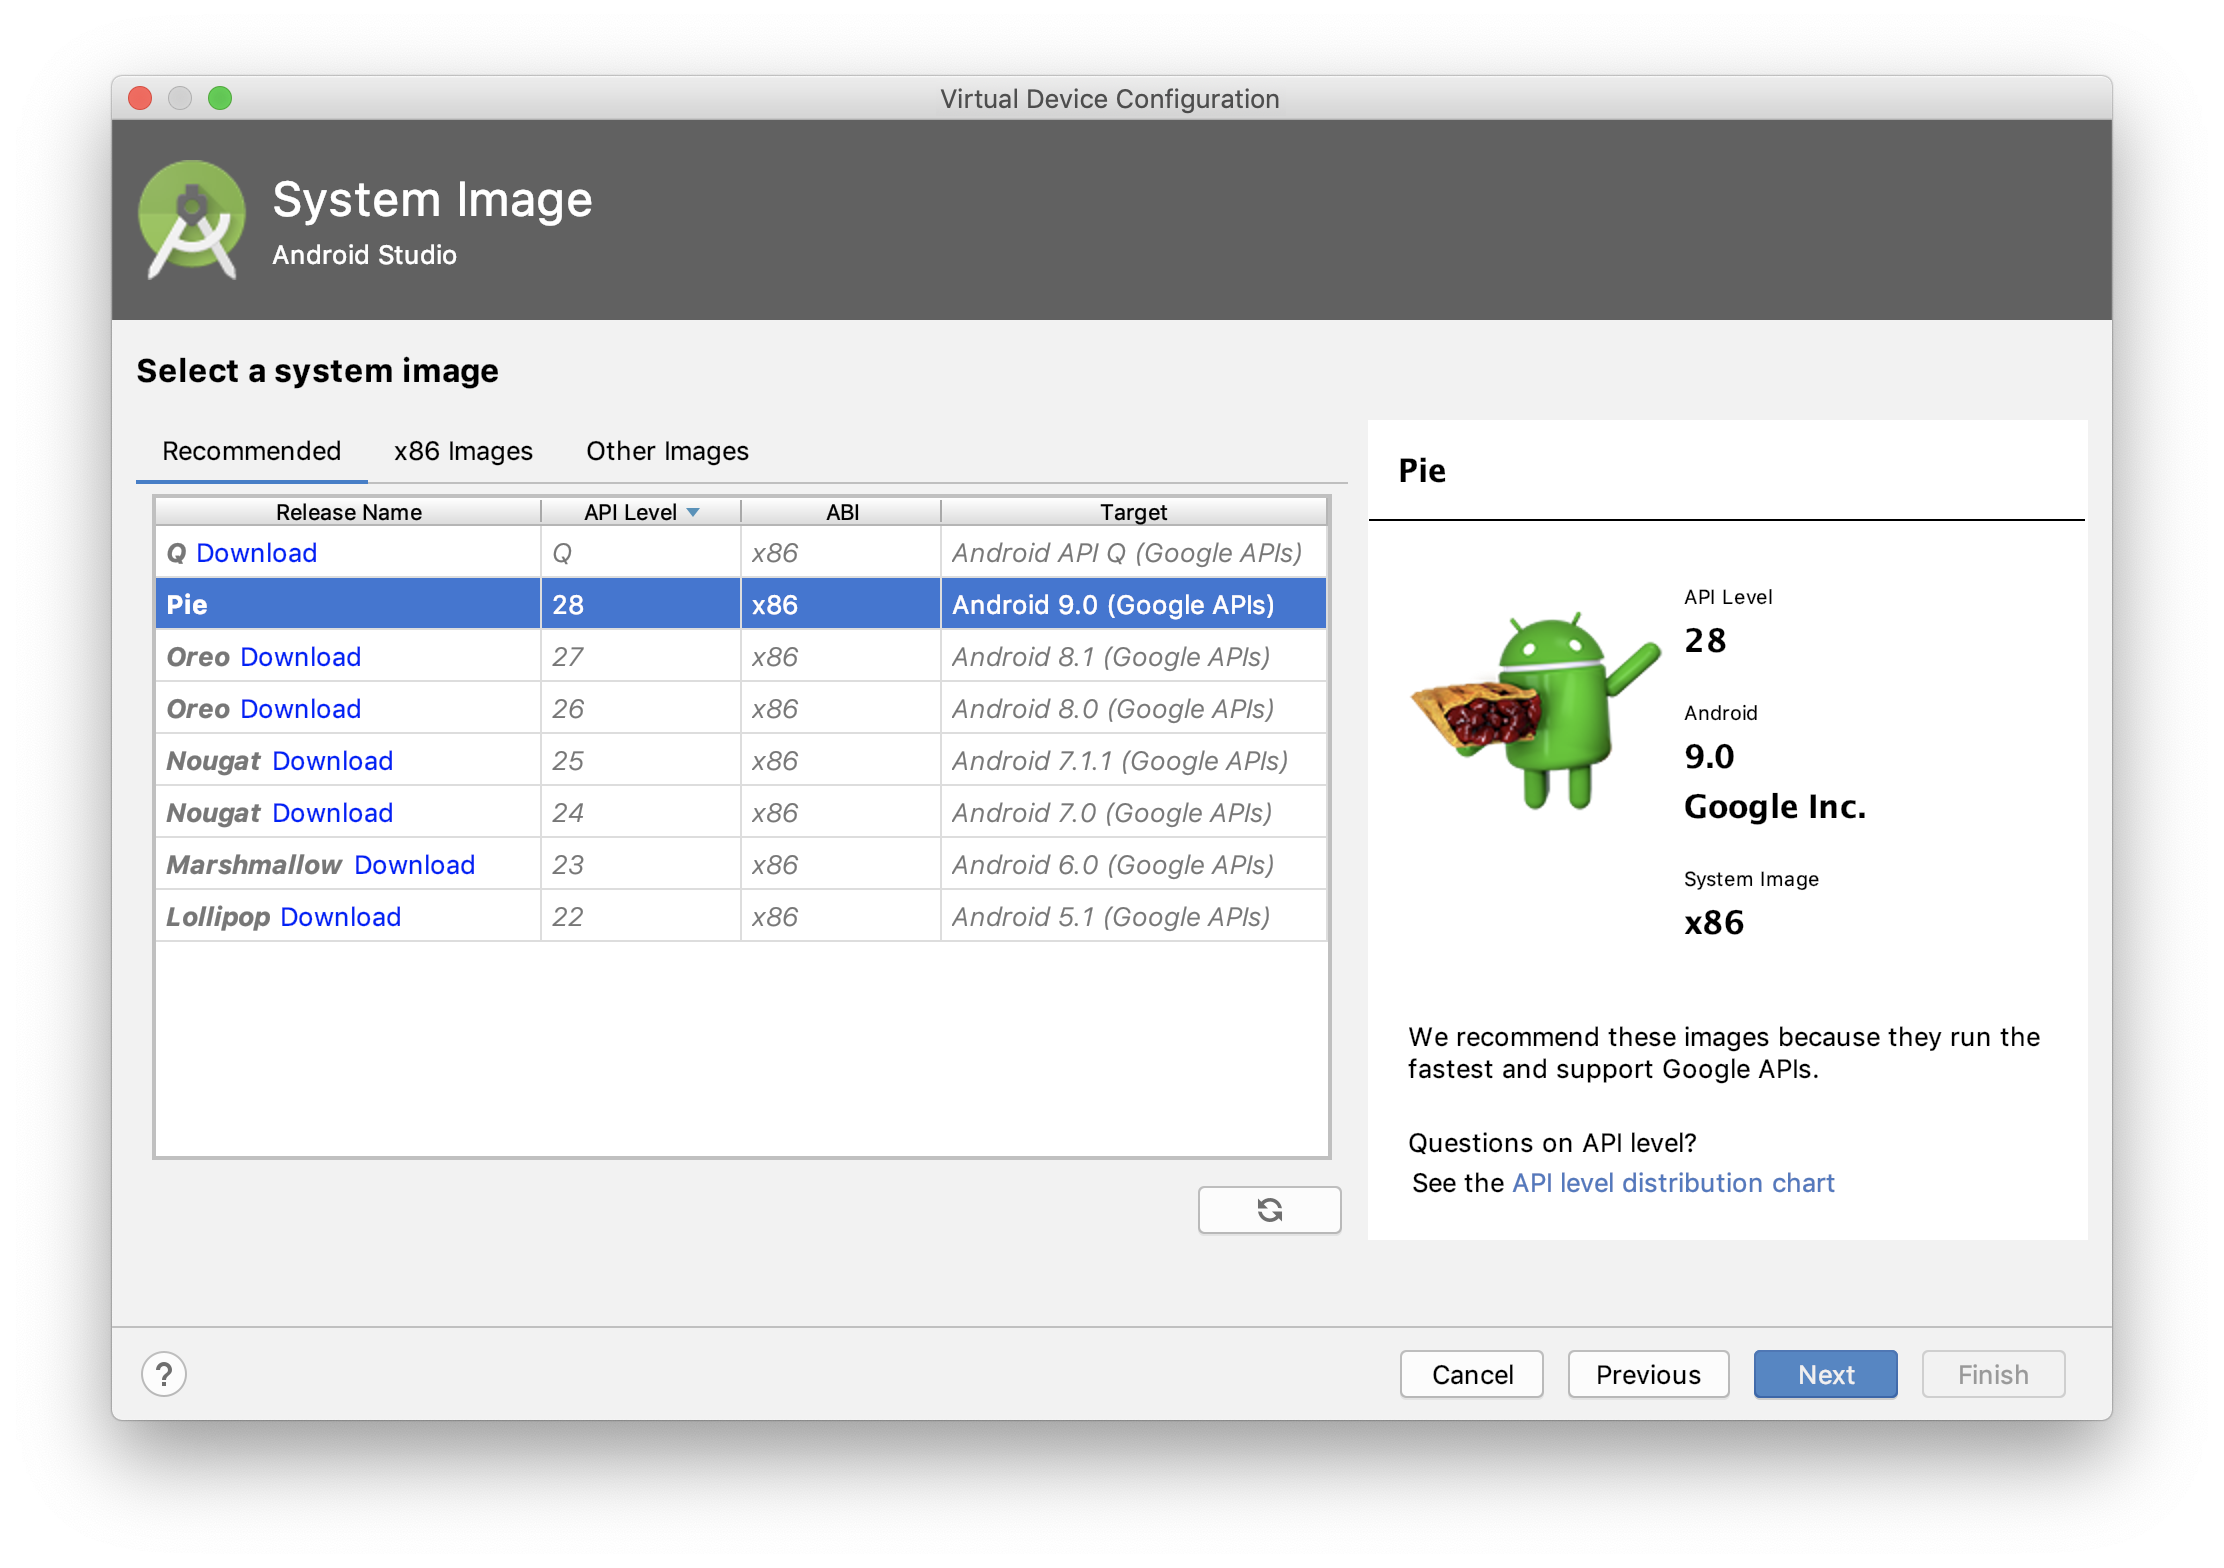 Virtual Device Configuration
System Image
Android Studio
Select a system image
Recommended x86 Images Other Images
Release Name API Level ABI Target
Q Download Q x86 Android API Q (Google APIs)
Pie 28 x86 Android 9.0 (Google APIs)
Oreo Download 27 x86 Android 8.1 (Google APIs)
Oreo Download 26 x86 Android 8.0 (Google APIs)
Nougat Download 25 x86 Android 7.1.1 (Google APIs)
Nougat Download 24 x86 Android 7.0 (Google APIs)
Marshmallow Download 23 x86 Android 6.0 (Google APIs)
Lollipop Download 22 x86 Android 5.1 (Google APIs)
Pie
API Level
28
Android
9.0
Google Inc.
System Image
x86
We recommend these images because they run the
fastest and support Google APIs.
Questions on API level?
See the API level distribution chart
? Cancel Previous Next Finish